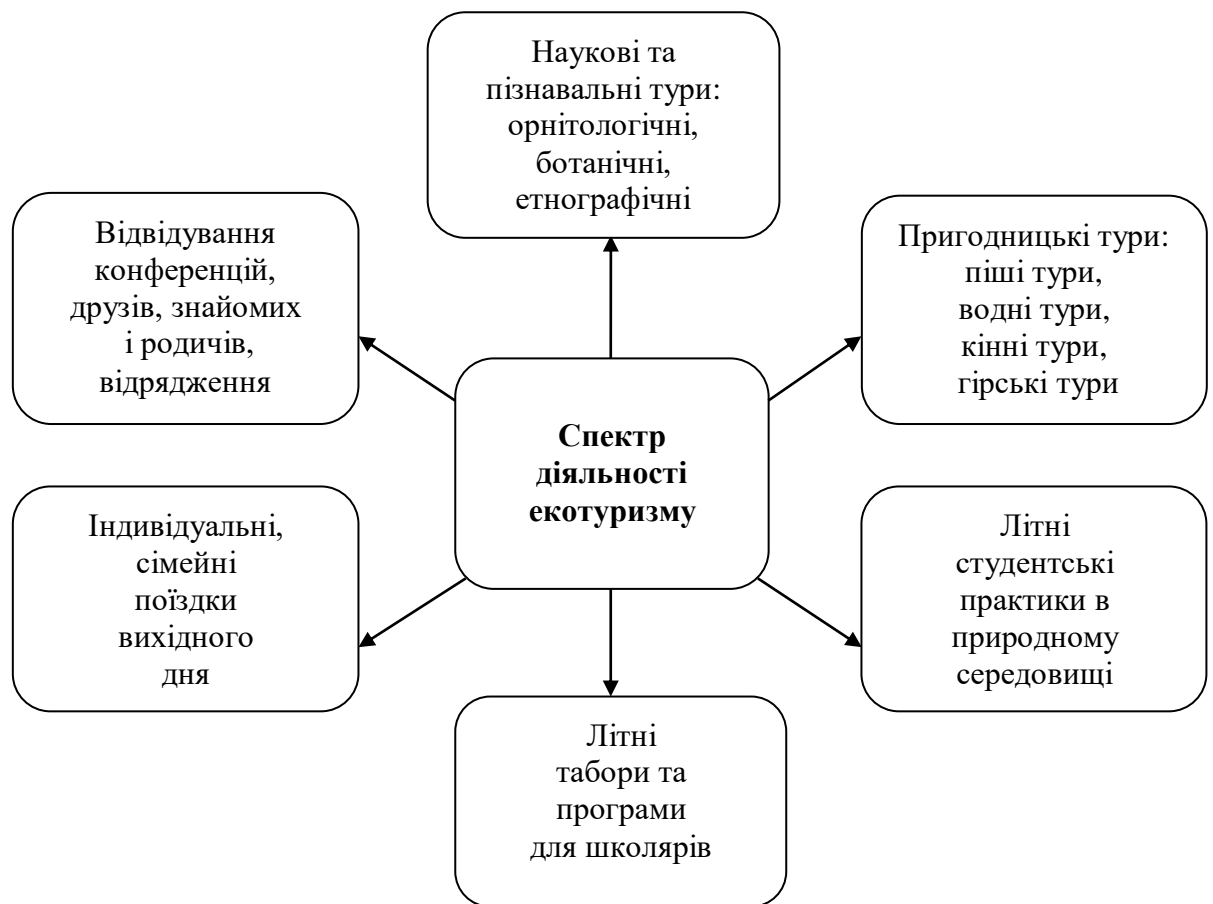 Наукові та
пізнавальні тури:
орнітологічні,
ботанічні,
етнографічні
Відвідування
конференцій,
друзів, знайомих
і родичів,
відрядження
Пригодницькі тури:
піші тури,
водні тури,
кінні тури,
гірські тури
Спектр
діяльності
екотуризму
Індивідуальні,
сімейні
поїздки
вихідного
дня
Літні
студентські
практики в
природному
середовищі
Літні
табори та
програми
для школярів